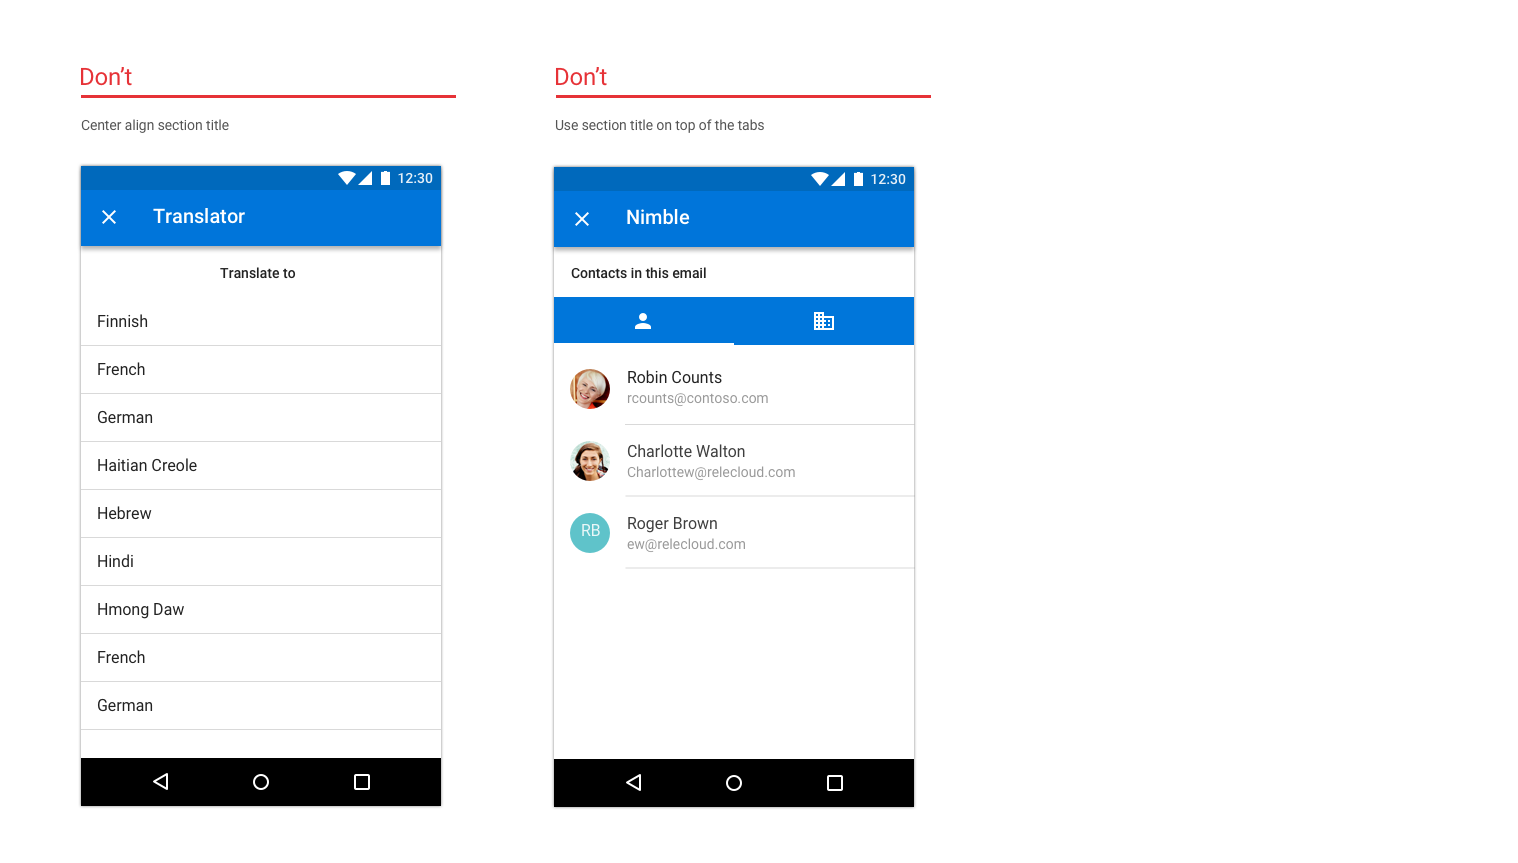 Don't
Center align section title
12:30
Translator
Translate to
Finnish
French
German
Haitian Creole
Hebrew
Hindi
Hmong Daw
French
German
Don't
Use section title on top of the tabs
12:30
Nimble
Contacts in this email
Robin Counts
rcounts@contoso.com
Charlotte Walton
Charlottew@relecloud.com
RB
Roger Brown
ew@relecloud.com